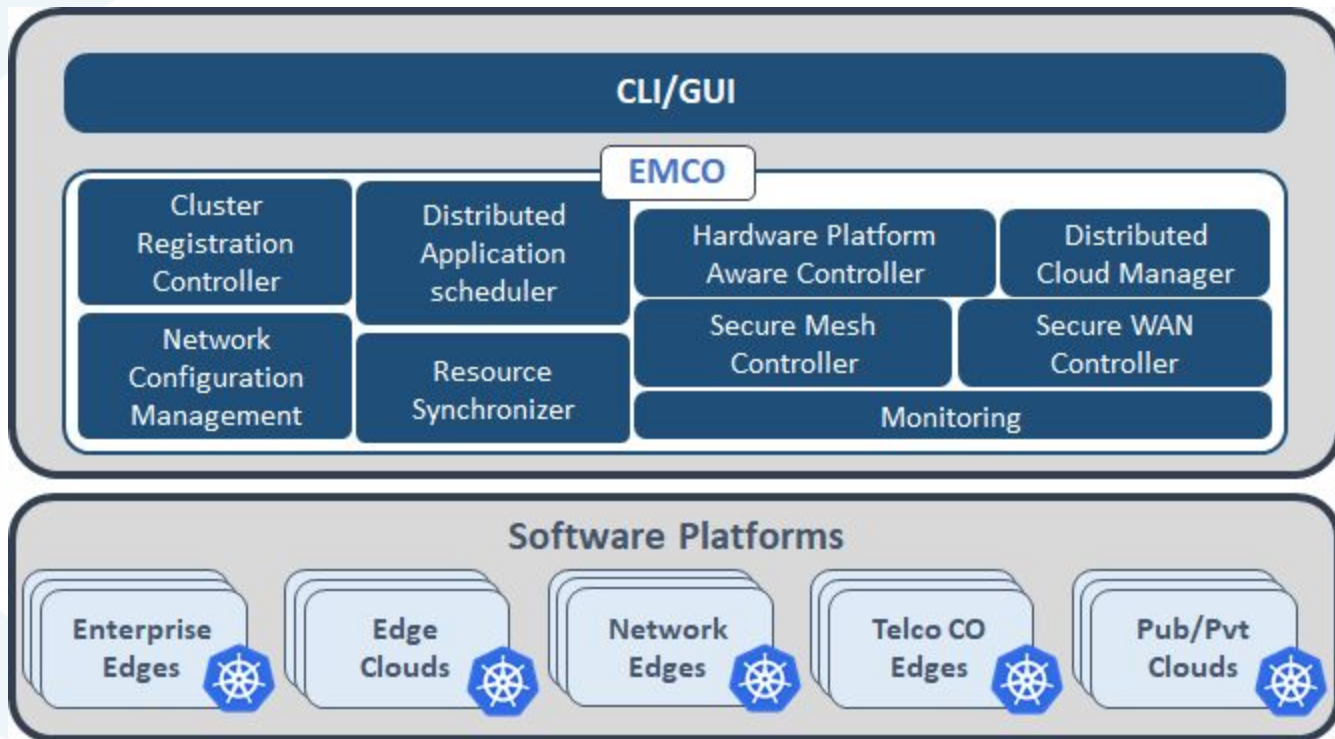 CLI/GUI
EMCO
Cluster
Registration
Controller
Distributed
Application
scheduler
Hardware Platform
Aware Controller
Distributed
Cloud Manager
Network
Configuration
Management
Resource
Synchronizer
Secure Mesh
Controller
Secure WAN
Controller
Monitoring
Software Platforms
Enterprise
Edges
Edge
Clouds
Network
Edges
Telco CO
Edges
Pub/Pvt
Clouds